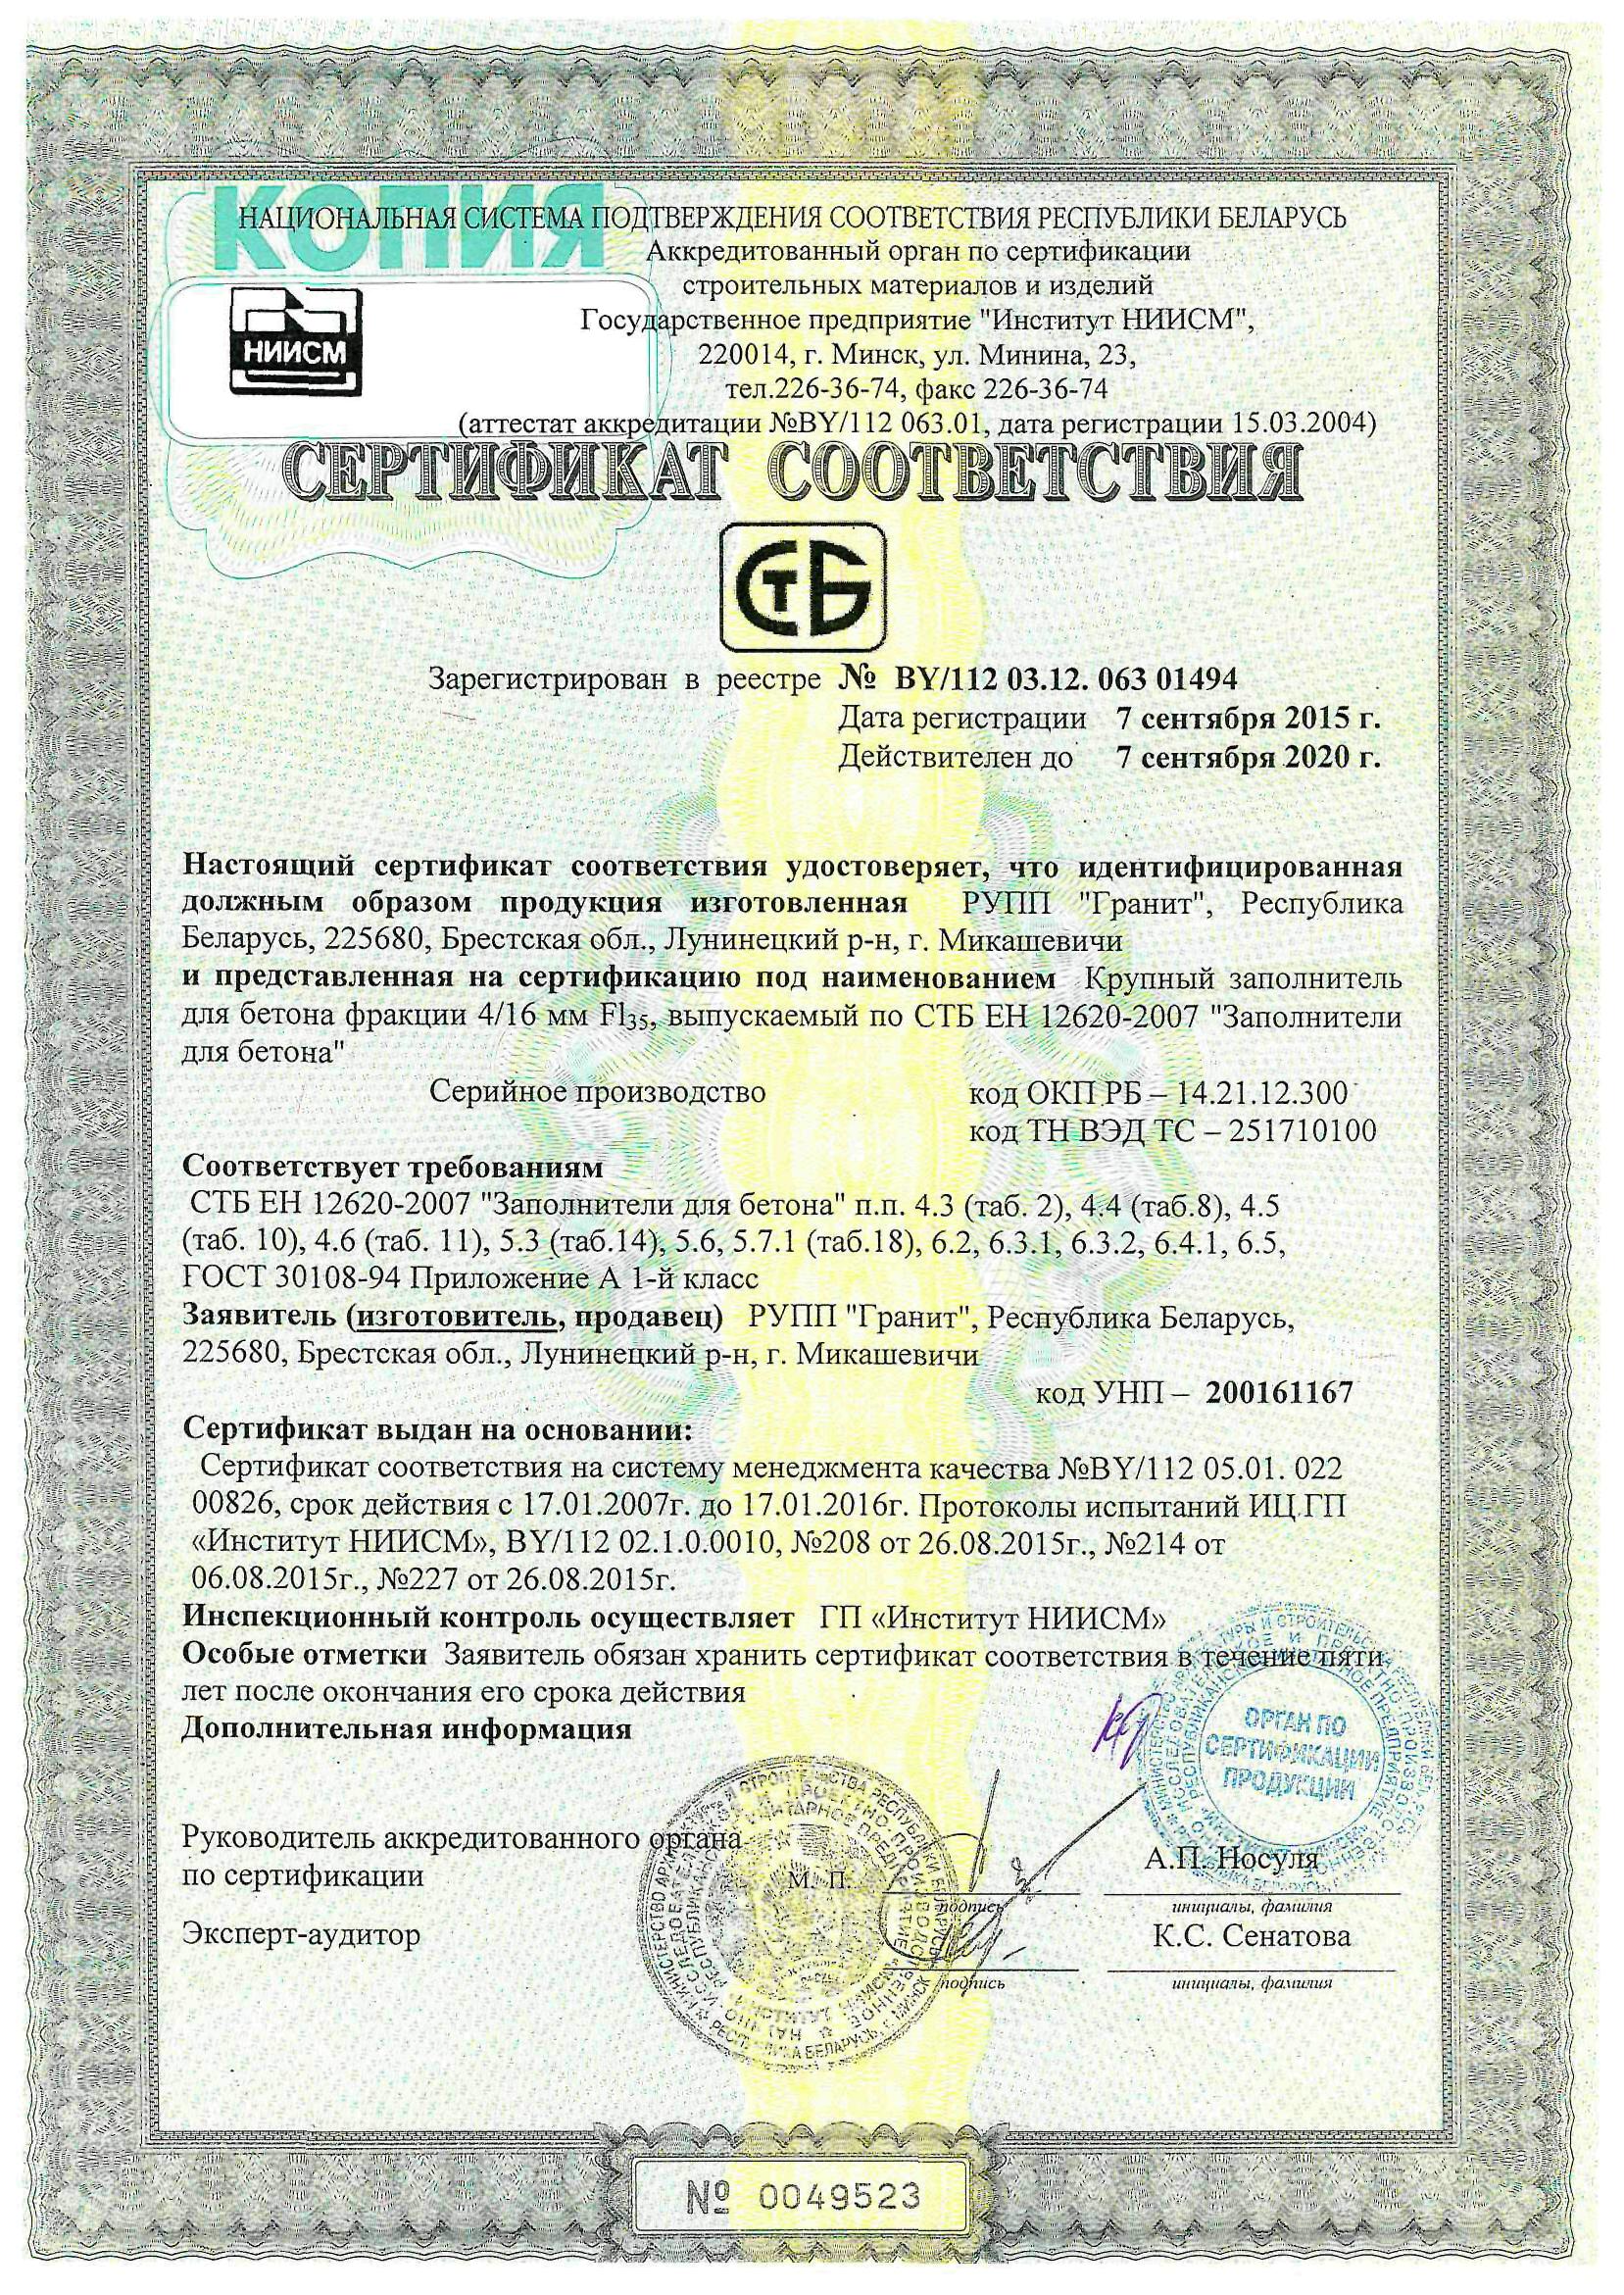 КОПИЯ
НАЦИОНАЛЬНАЯ СИСТЕМА ПОДТВЕРЖДЕНИЯ СООТВЕТСТВИЯ РЕСПУБЛИКИ БЕЛАРУСЬ
Аккредитованный орган по сертификации
строительных материалов и изделий
Государственное предприятие "Институт НИИСМ",
220014, г. Минск, ул. Минина, 23,
тел.226-36-74, факс 226-36-74
(аттестат аккредитации №BY/112 063.01, дата регистрации 15.03.2004)
НИИСМ
СЕРТИФИКАТ СООТВЕТСТВИЯ
СТБ
Зарегистрирован в реестре № BY/112 03.12. 063 01494
Дата регистрации 7 сентября 2015 г.
Действителен до 7 сентября 2020 г.
Настоящий сертификат соответствия удостоверяет, что идентифицированная
должным образом продукция изготовленная РУПП "Гранит", Республика
Беларусь, 225680, Брестская обл., Лунинецкий р-н, г. Микашевичи
и представленная на сертификацию под наименованием Крупный заполнитель
для бетона фракции 4/16 мм Fl35, выпускаемый по СТБ ЕН 12620-2007 "Заполнители
для бетона"
Серийное производство код ОКП РБ – 14.21.12.300
код ТН ВЭД ТС – 251710100
Соответствует требованиям
СТБ ЕН 12620-2007 "Заполнители для бетона" п.п. 4.3 (таб. 2), 4.4 (таб.8), 4.5
(таб. 10), 4.6 (таб. 11), 5.3 (таб.14), 5.6, 5.7.1 (таб.18), 6.2, 6.3.1, 6.3.2, 6.4.1, 6.5,
ГОСТ 30108-94 Приложение А 1-й класс
Заявитель (изготовитель, продавец) РУПП "Гранит", Республика Беларусь,
225680, Брестская обл., Лунинецкий р-н, г. Микашевичи
код УНП – 200161167
Сертификат выдан на основании:
Сертификат соответствия на систему менеджмента качества №BY/112 05.01. 022
00826, срок действия с 17.01.2007г. до 17.01.2016г. Протоколы испытаний ИЦ ГП
«Институт НИИСМ», BY/112 02.1.0.0010, №208 от 26.08.2015г., №214 от
06.08.2015г., №227 от 26.08.2015г.
Инспекционный контроль осуществляет ГП «Институт НИИСМ»
Особые отметки Заявитель обязан хранить сертификат соответствия в течение пяти
лет после окончания его срока действия
Дополнительная информация
ОРГАН ПО
СЕРТИФИКАЦИИ
ПРОДУКЦИИ
Руководитель аккредитованного органа
по сертификации
М. П.
А.П. Носуля
подпись
инициалы, фамилия
Эксперт-аудитор
К.С. Сенатова
подпись
инициалы, фамилия
№ 0049523